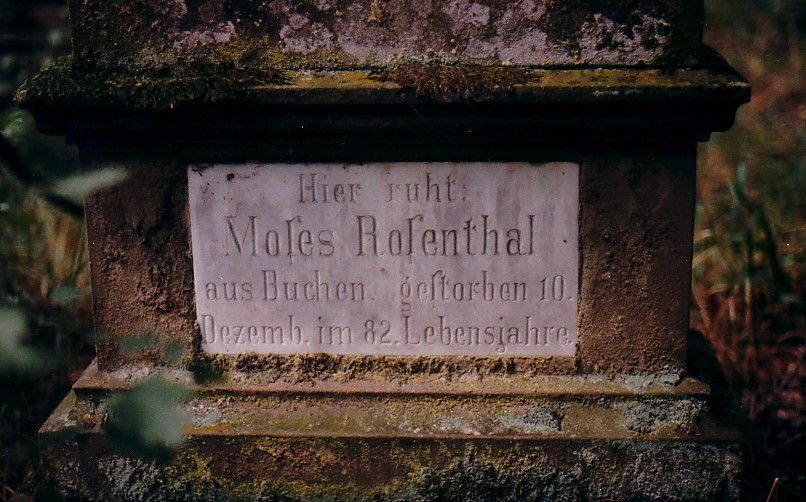 Hier ruht:
Moſes Roſenthal
aus Buchen, geſtorben 10.
Dezemb. im 82. Lebensjahre.